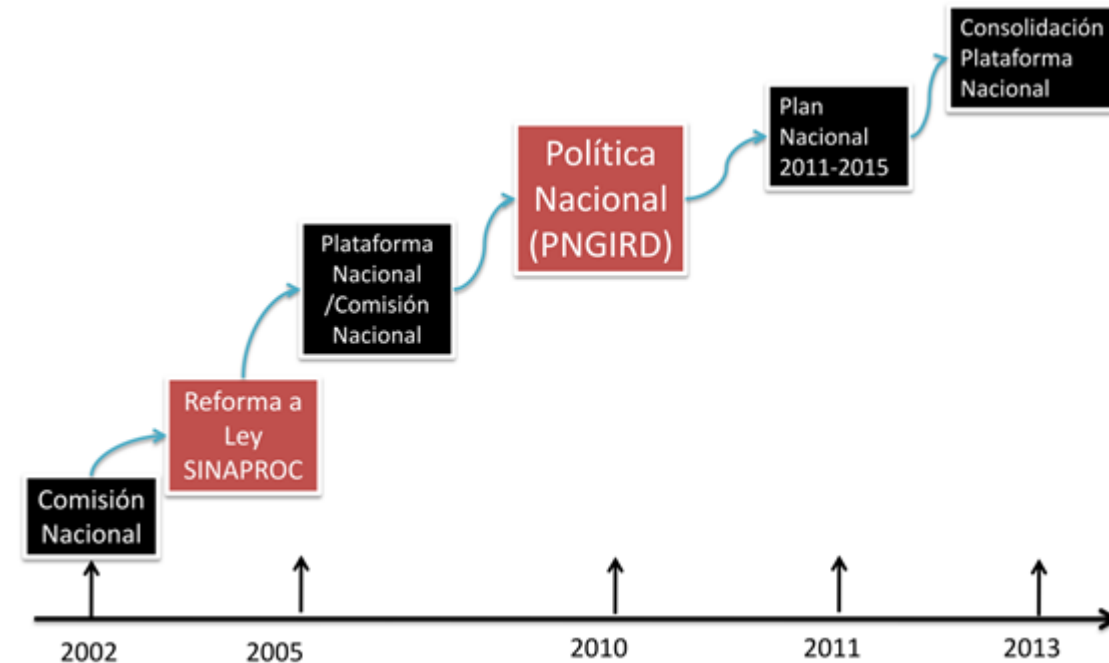 Comisión
Nacional
Reforma a
Ley
SINAPROC
Plataforma
Nacional
/Comisión
Nacional
Política
Nacional
(PNGIRD)
Plan
Nacional
2011-2015
Consolidación
Plataforma
Nacional
2002
2005
2010
2011
2013